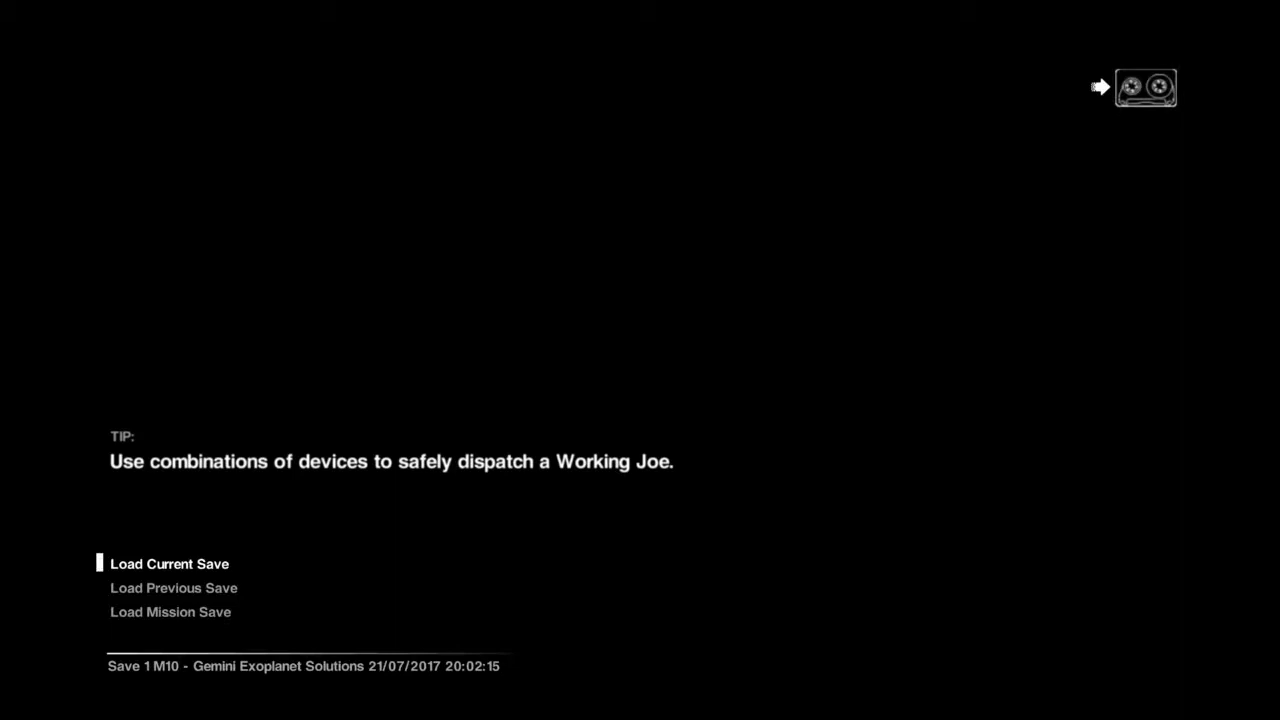 TIP:
Use combinations of devices to safely dispatch a Working Joe.
Load Current Save
Load Previous Save
Load Mission Save
Save 1 M10 - Gemini Exoplanet Solutions 21/07/2017 20:02:15